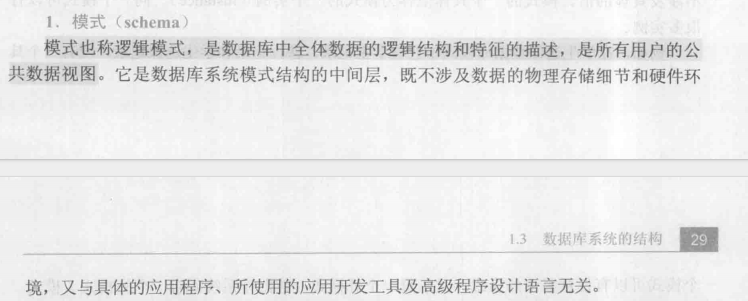 1. 模式（schema）
模式也称逻辑模式，是数据库中全体数据的逻辑结构和特征的描述，是所有用户的公
共数据视图。它是数据库系统模式结构的中间层，既不涉及数据的物理存储细节和硬件环
1.3 数据库系统的结构 29
境，又与具体的应用程序、所使用的应用开发工具及高级程序设计语言无关。